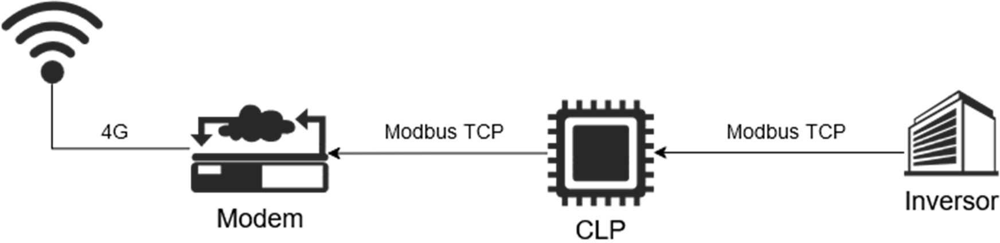 4G
Modbus TCP
Modbus TCP
Modem
CLP
Inversor